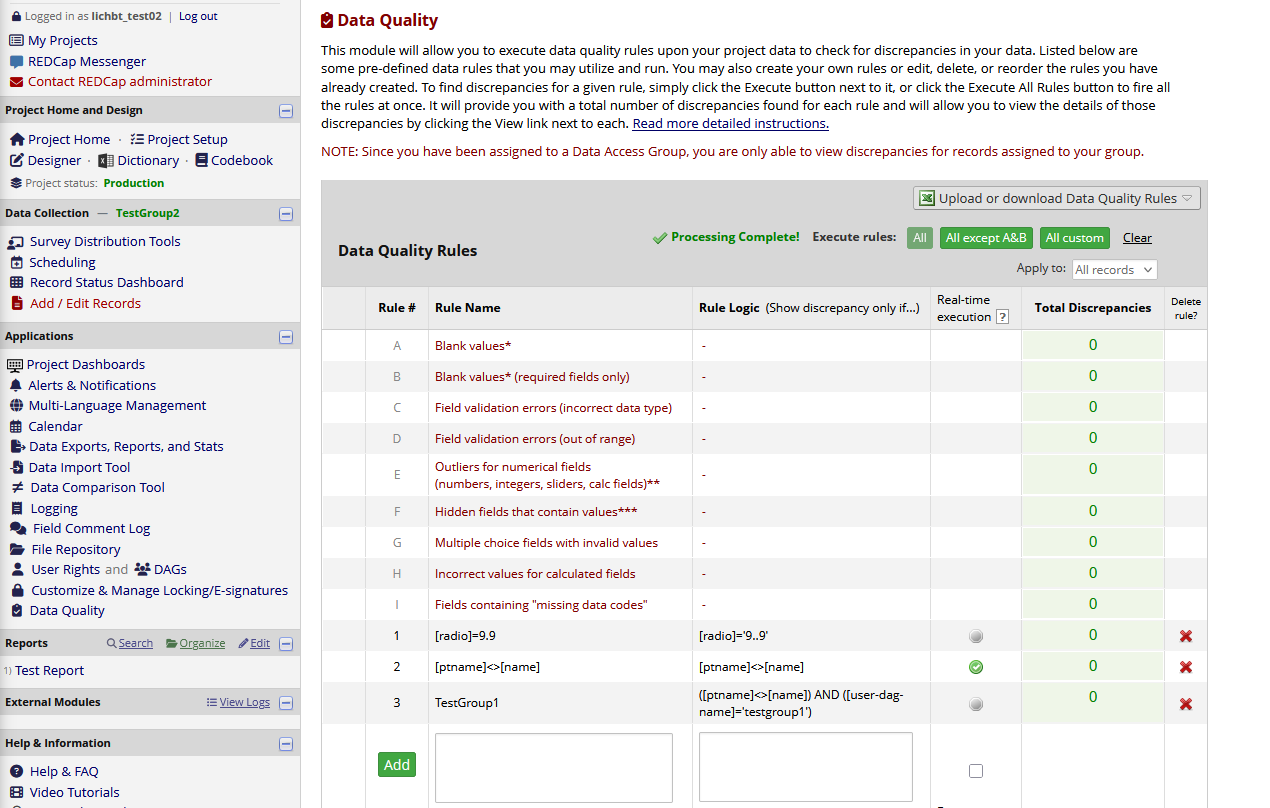 Logged in as lichbt_test02 | Log out
My Projects
REDCap Messenger
Contact REDCap administrator
Project Home and Design
Project Home · Project Setup
Designer · Dictionary · Codebook
Project status: Production
Data Collection — TestGroup2
Survey Distribution Tools
Scheduling
Record Status Dashboard
Add / Edit Records
Applications
Project Dashboards
Alerts & Notifications
Multi-Language Management
Calendar
Data Exports, Reports, and Stats
Data Import Tool
Data Comparison Tool
Logging
Field Comment Log
File Repository
User Rights and DAGs
Customize & Manage Locking/E-signatures
Data Quality
Reports Search Organize Edit
1) Test Report
External Modules View Logs
Help & Information
Help & FAQ
Video Tutorials
Data Quality
This module will allow you to execute data quality rules upon your project data to check for discrepancies in your data. Listed below are
some pre-defined data rules that you may utilize and run. You may also create your own rules or edit, delete, or reorder the rules you have
already created. To find discrepancies for a given rule, simply click the Execute button next to it, or click the Execute All Rules button to fire all
the rules at once. It will provide you with a total number of discrepancies found for each rule and will allow you to view the details of those
discrepancies by clicking the View link next to each. Read more detailed instructions.
NOTE: Since you have been assigned to a Data Access Group, you are only able to view discrepancies for records assigned to your group.
Upload or download Data Quality Rules
Data Quality Rules
Processing Complete! Execute rules: All All except A&B All custom Clear
Apply to: All records
Rule # Rule Name Rule Logic (Show discrepancy only if...) Real-time execution ? Total Discrepancies Delete rule?
A Blank values* - 0
B Blank values* (required fields only) - 0
C Field validation errors (incorrect data type) - 0
D Field validation errors (out of range) - 0
E Outliers for numerical fields
(numbers, integers, sliders, calc fields)** - 0
F Hidden fields that contain values*** - 0
G Multiple choice fields with invalid values - 0
H Incorrect values for calculated fields - 0
I Fields containing "missing data codes" - 0
1 [radio]=9.9 [radio]='9..9' 0
2 [ptname]<>[name] [ptname]<>[name] 0
3 TestGroup1 ([ptname]<>[name]) AND ([user-dag-
name]='testgroup1') 0
Add